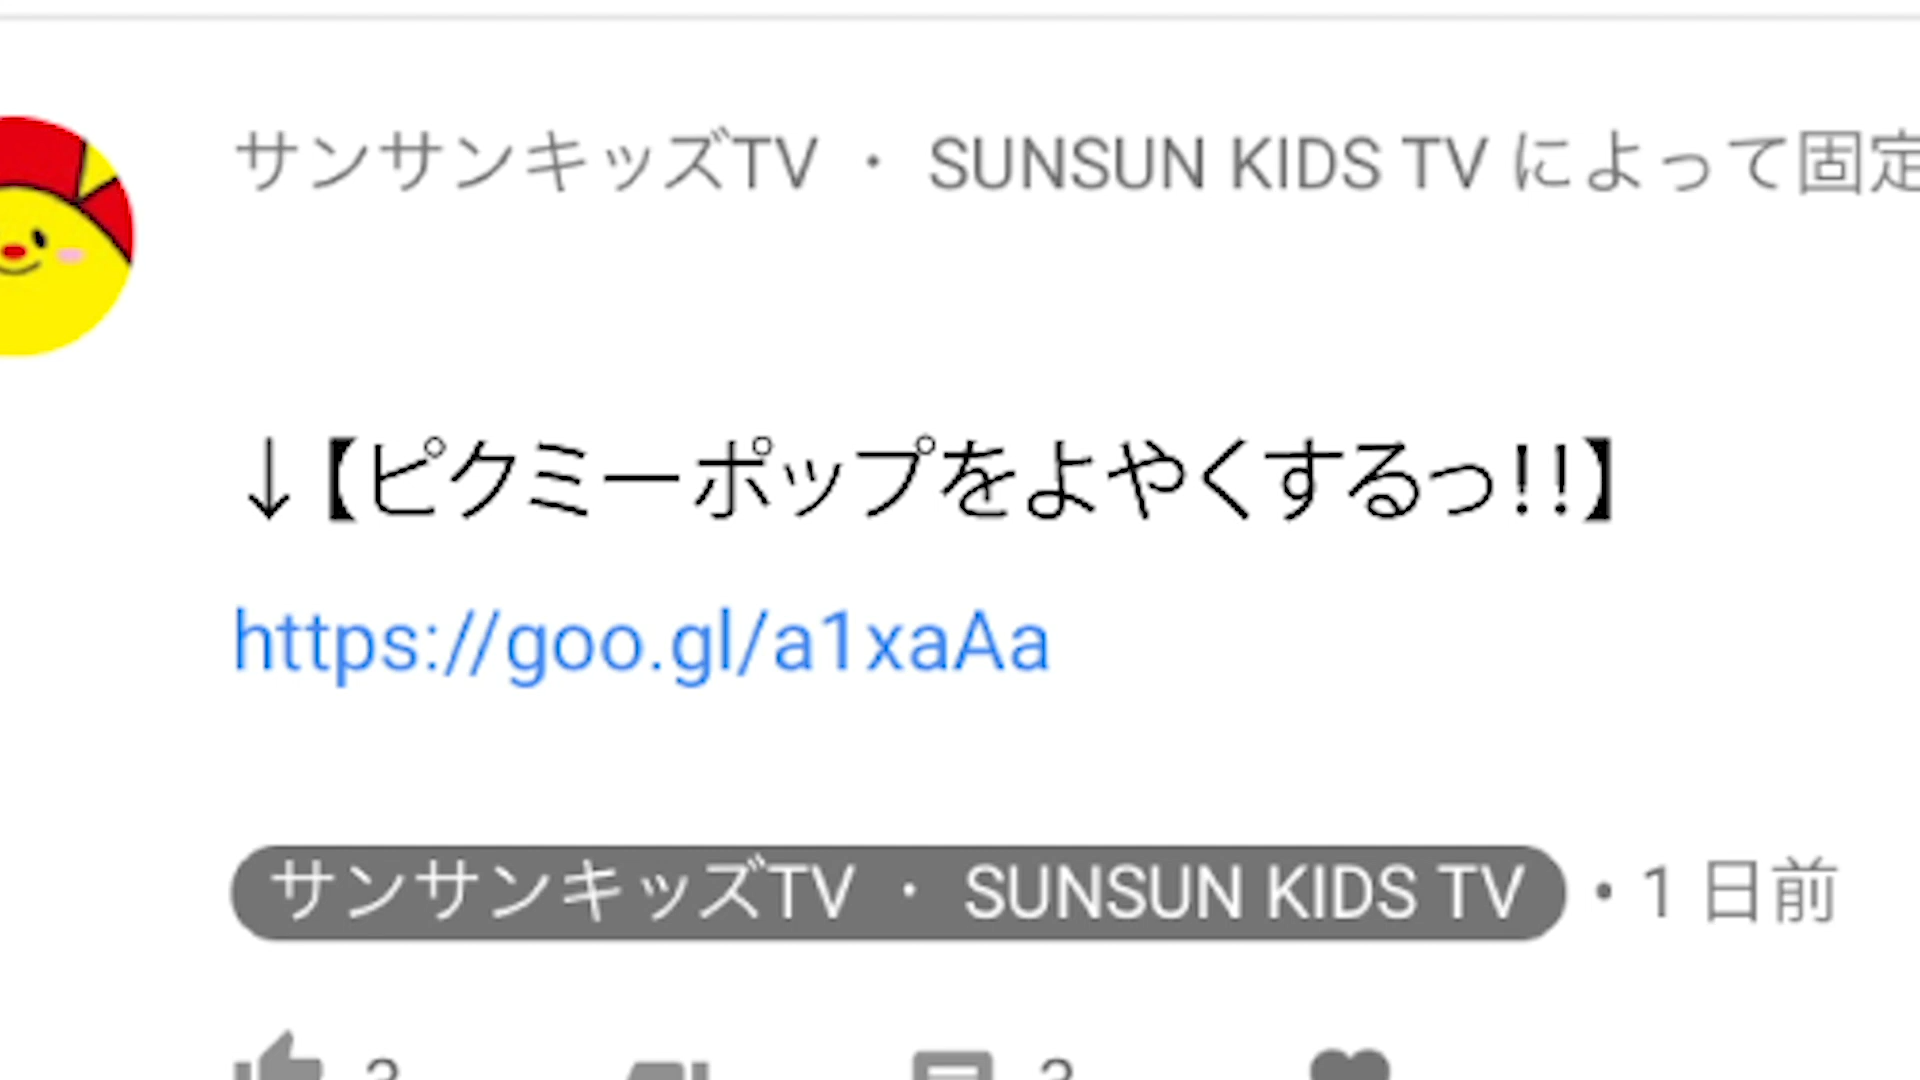 サンサンキッズTV ・ SUNSUN KIDS TV によって固定
↓【ピクミーポップをよやくするっ!!】
https://goo.gl/a1xaAa
サンサンキッズTV ・ SUNSUN KIDS TV • 1 日前
3 3